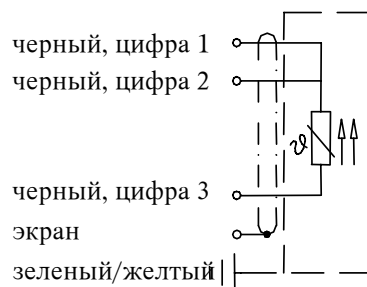 черный, цифра 1
черный, цифра 2
ϑ
черный, цифра 3
экран
зеленый/желтый